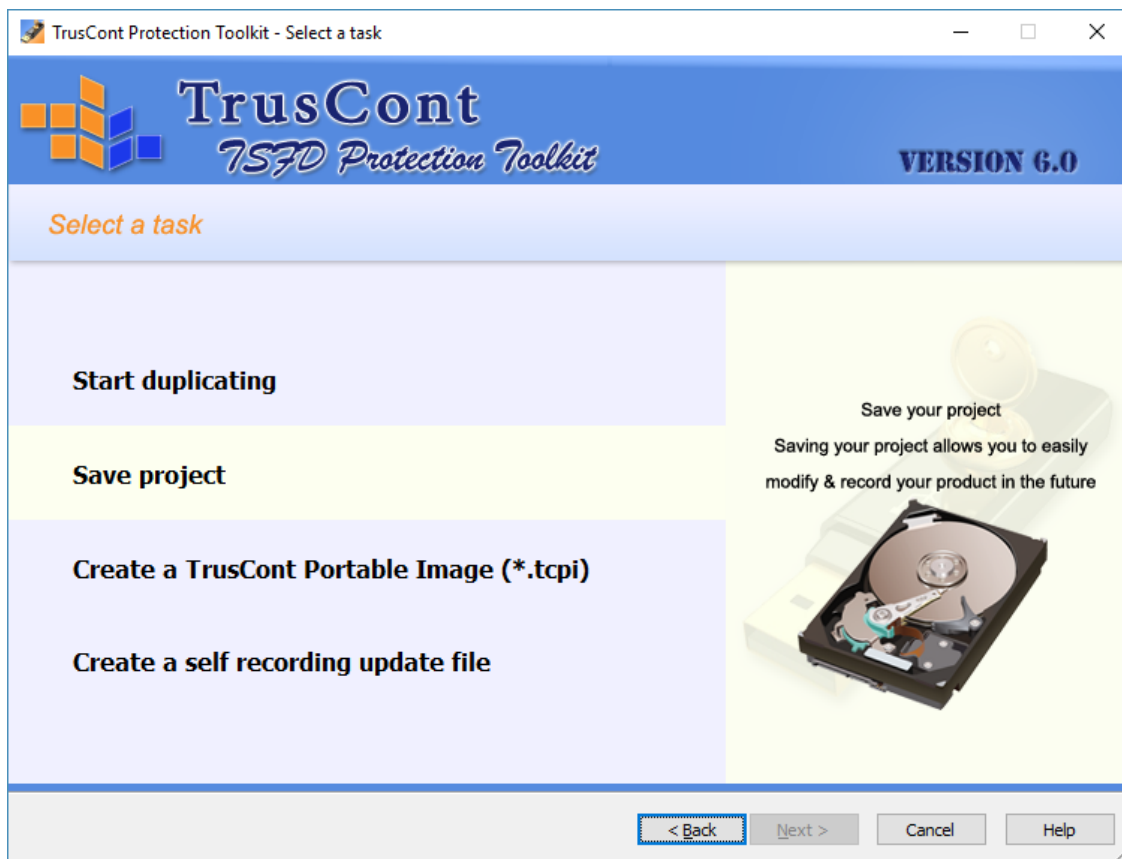 TrusCont Protection Toolkit - Select a task
TrusCont
TSFD Protection Toolkit
VERSION 6.0
Select a task
Start duplicating
Save project
Create a TrusCont Portable Image (*.tcpi)
Create a self recording update file
Save your project
Saving your project allows you to easily
modify & record your product in the future
< Back
Next >
Cancel
Help